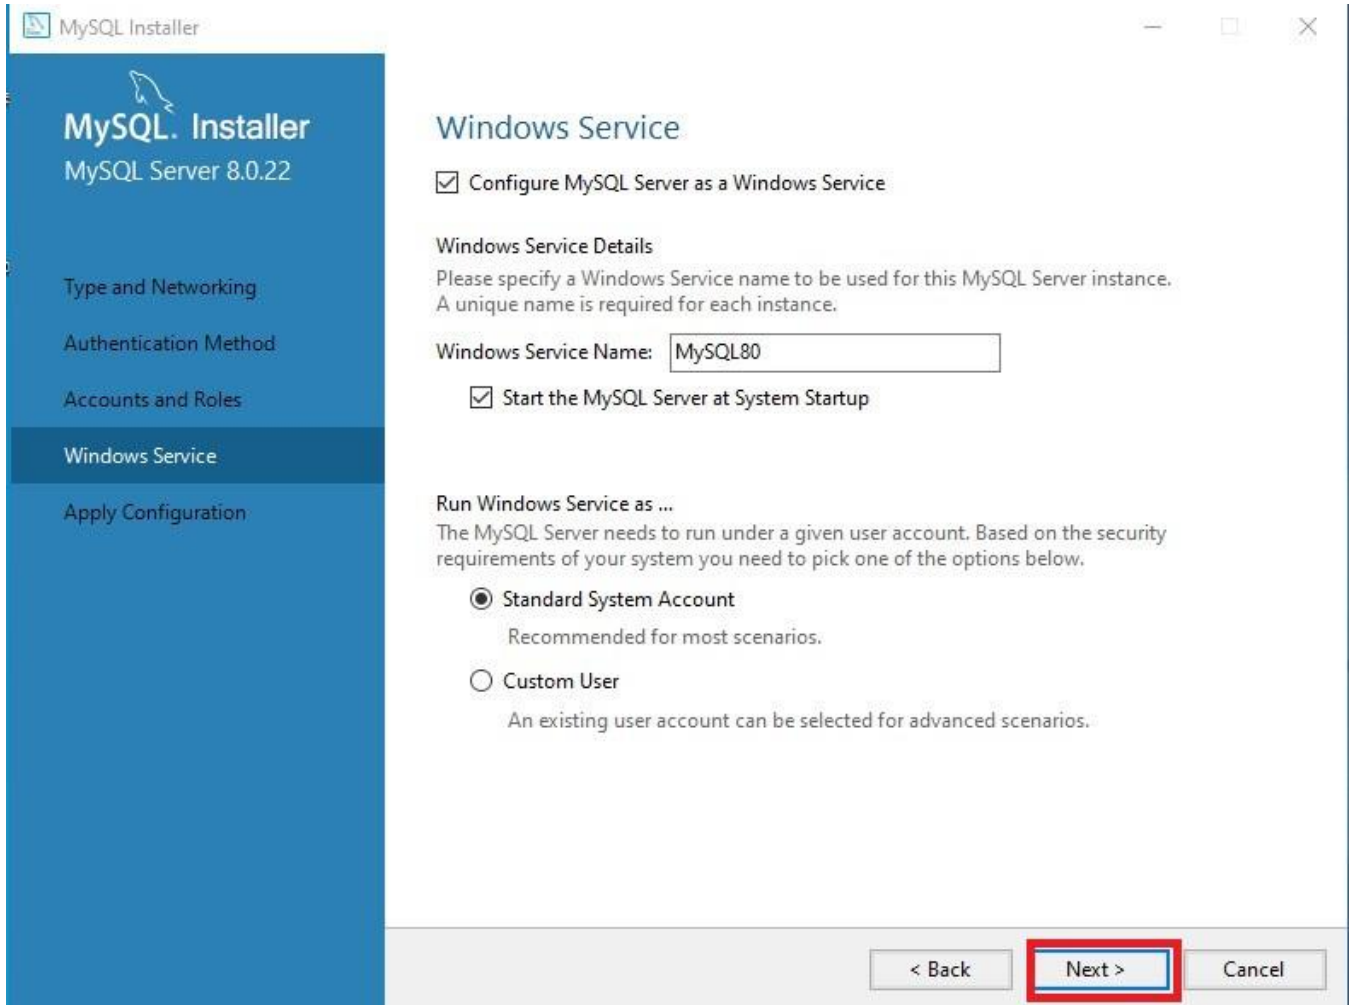 MySQL Installer
MySQL. Installer
MySQL Server 8.0.22
Type and Networking
Authentication Method
Accounts and Roles
Windows Service
Apply Configuration
Windows Service
Configure MySQL Server as a Windows Service
Windows Service Details
Please specify a Windows Service name to be used for this MySQL Server instance.
A unique name is required for each instance.
Windows Service Name: MySQL80
Start the MySQL Server at System Startup
Run Windows Service as ...
The MySQL Server needs to run under a given user account. Based on the security
requirements of your system you need to pick one of the options below.
Standard System Account
Recommended for most scenarios.
Custom User
An existing user account can be selected for advanced scenarios.
< Back Next > Cancel